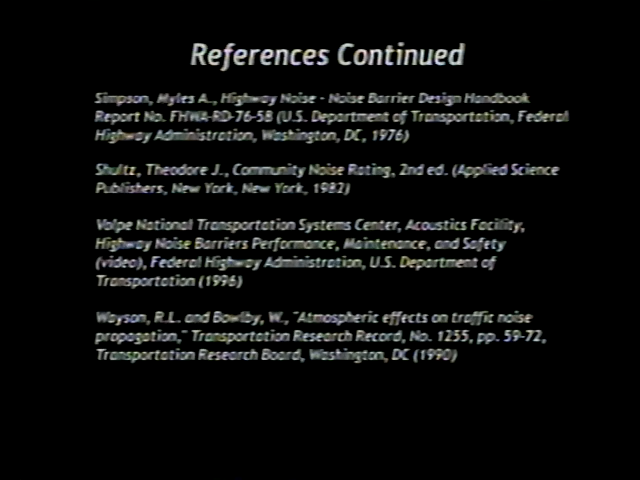 References Continued
Simpson, Myles A., Highway Noise - Noise Barrier Design Handbook
Report No. FHWA-RD-76-58 (U.S. Department of Transportation, Federal
Highway Administration, Washington, DC, 1976)
Shultz, Theodore J., Community Noise Rating, 2nd ed. (Applied Science
Publishers, New York, New York, 1982)
Volpe National Transportation Systems Center, Acoustics Facility,
Highway Noise Barriers Performance, Maintenance, and Safety
(video), Federal Highway Administration, U.S. Department of
Transportation (1996)
Wayson, R.L. and Bowlby, W., "Atmospheric effects on traffic noise
propagation," Transportation Research Record, No. 1255, pp. 59-72,
Transportation Research Board, Washington, DC (1990)